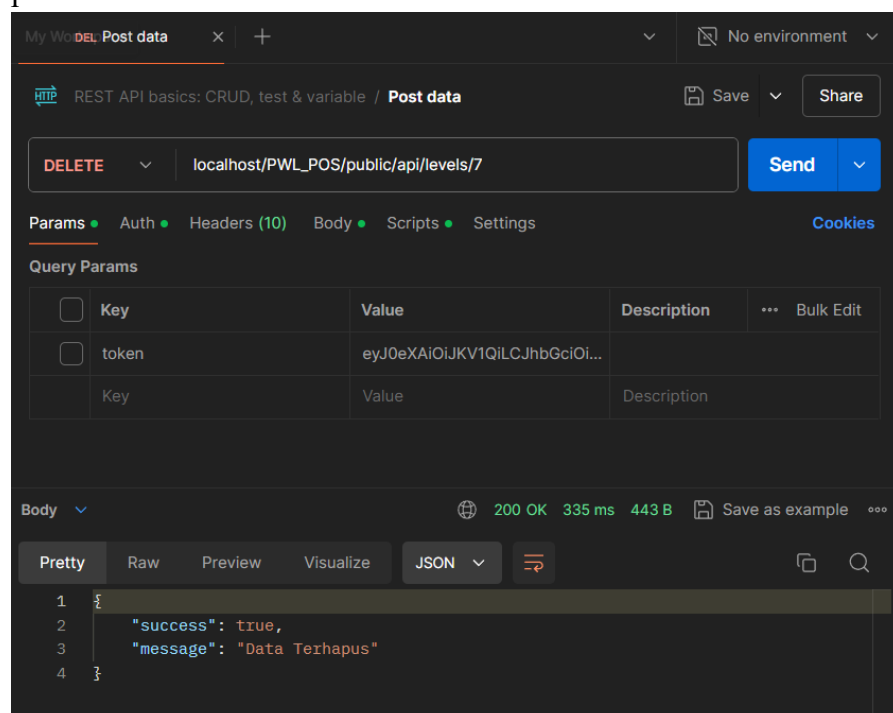 DEL Post data × +
No environment
HTTP REST API basics: CRUD, test & variable / Post data
Save
Share
DELETE
localhost/PWL_POS/public/api/levels/7
Send
Params Auth Headers (10) Body Scripts Settings
Cookies
Query Params
Key Value Description ••• Bulk Edit
token eyJ0eXAiOiJKV1QiLCJhbGciOi...
Key Value Description
Body 200 OK 335 ms 443 B Save as example
Pretty Raw Preview Visualize JSON
1 {
2 "success": true,
3 "message": "Data Terhapus"
4 }